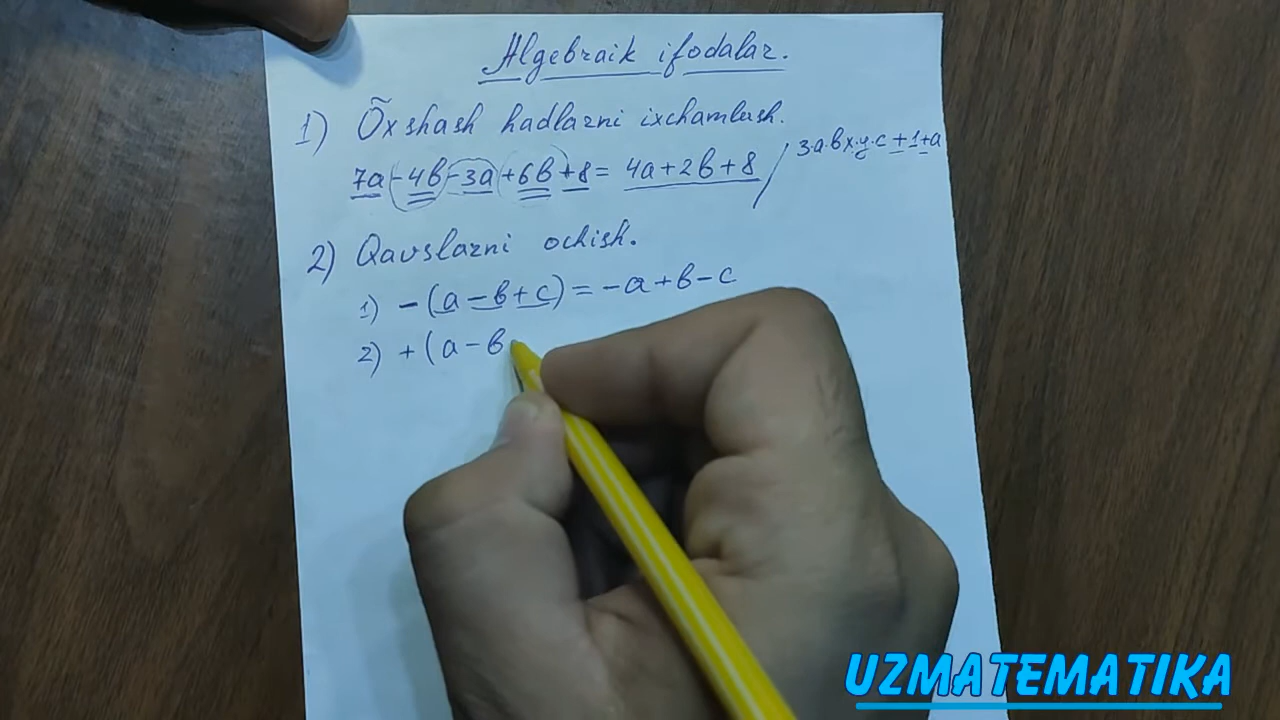 Algebraik ifodalar.
1) Õxshash hadlarni ixchamlash.
7a-4b-3a+6b+8=4a+2b+8/ 3·a·bx·y·c+1+a
2) Qavslarni ochish.
1) -(a-b+c)=-a+b-c
2) +(a-b
UZMATEMATIKA